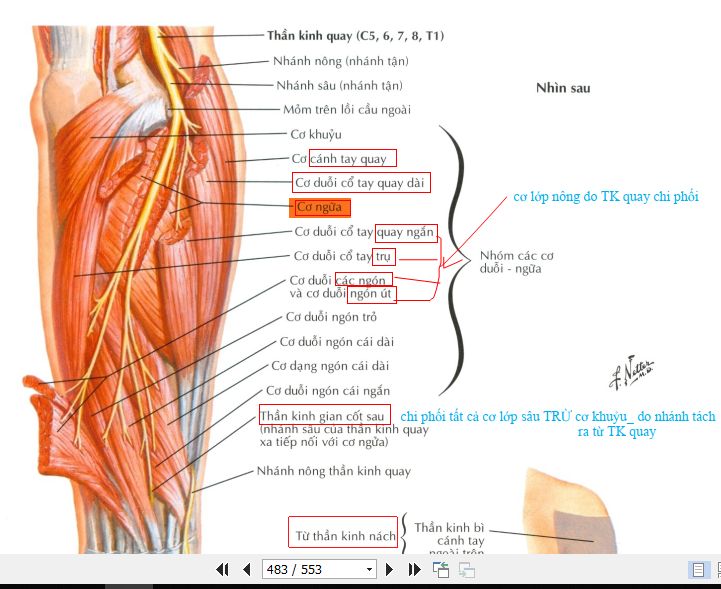 Thần kinh quay (C5, 6, 7, 8, T1)
Nhánh nông (nhánh tận)
Nhánh sâu (nhánh tận)
Nhìn sau
Mỏm trên lồi cầu ngoài
Cơ khuỷu
Cơ cánh tay quay
Cơ duỗi cổ tay quay dài
cơ lớp nông do TK quay chi phối
Cơ ngữa
Cơ duỗi cổ tay quay ngắn
Cơ duỗi cổ tay trụ
Nhóm các cơ
duỗi - ngữa
Cơ duỗi các ngón
và cơ duỗi ngón út
Cơ duỗi ngón trỏ
Cơ duỗi ngón cái dài
Cơ dạng ngón cái dài
Cơ duỗi ngón cái ngắn
F. Netter
M.D.
Thần kinh gian cốt sau
(nhánh sâu của thần kinh quay
xa tiếp nối với cơ ngữa)
chi phối tất cả cơ lớp sâu TRỪ cơ khuỷu_ do nhánh tách
ra từ TK quay
Nhánh nông thần kinh quay
Từ thần kinh nách
Thần kinh bì
cánh tay
ngoài trên
483 / 553